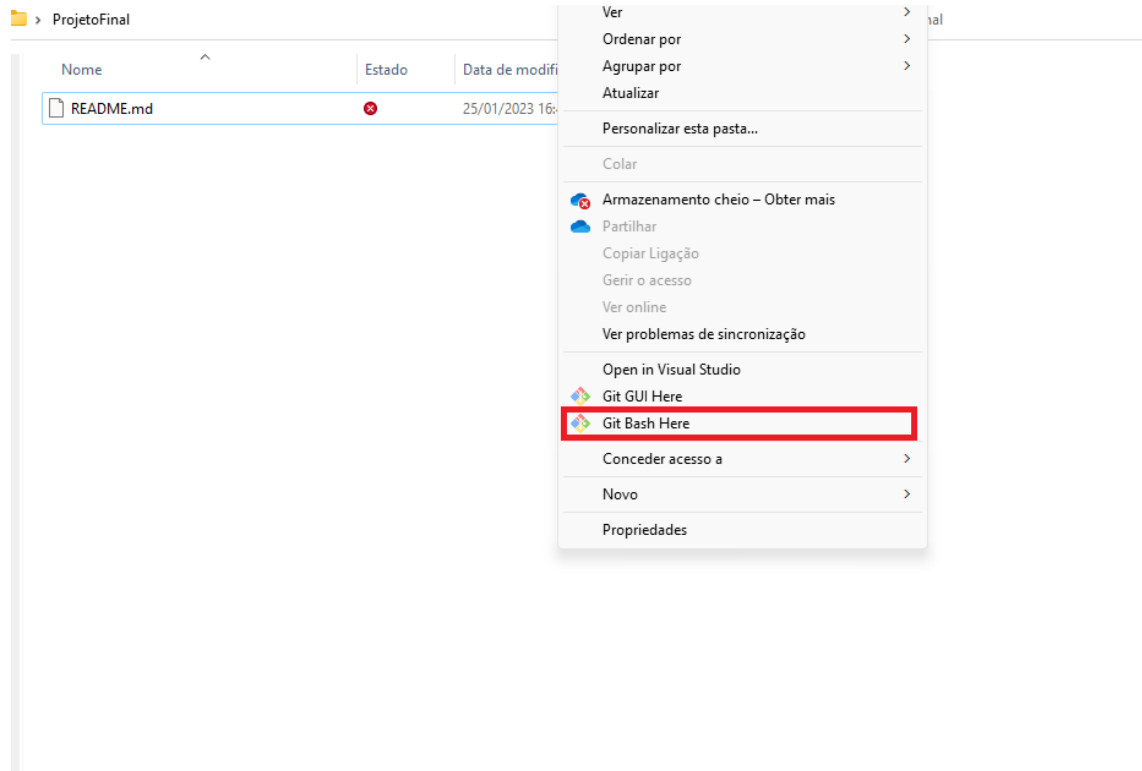 ProjetoFinal
nal
Nome
Estado
Data de modifi
README.md
25/01/2023 16:
Ver
Ordenar por
Agrupar por
Atualizar
Personalizar esta pasta...
Colar
Armazenamento cheio – Obter mais
Partilhar
Copiar Ligação
Gerir o acesso
Ver online
Ver problemas de sincronização
Open in Visual Studio
Git GUI Here
Git Bash Here
Conceder acesso a
Novo
Propriedades